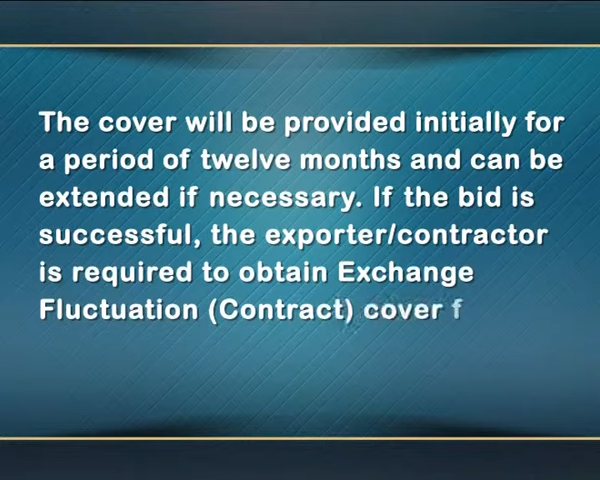 The cover will be provided initially for
a period of twelve months and can be
extended if necessary. If the bid is
successful, the exporter/contractor
is required to obtain Exchange
Fluctuation (Contract) cover f